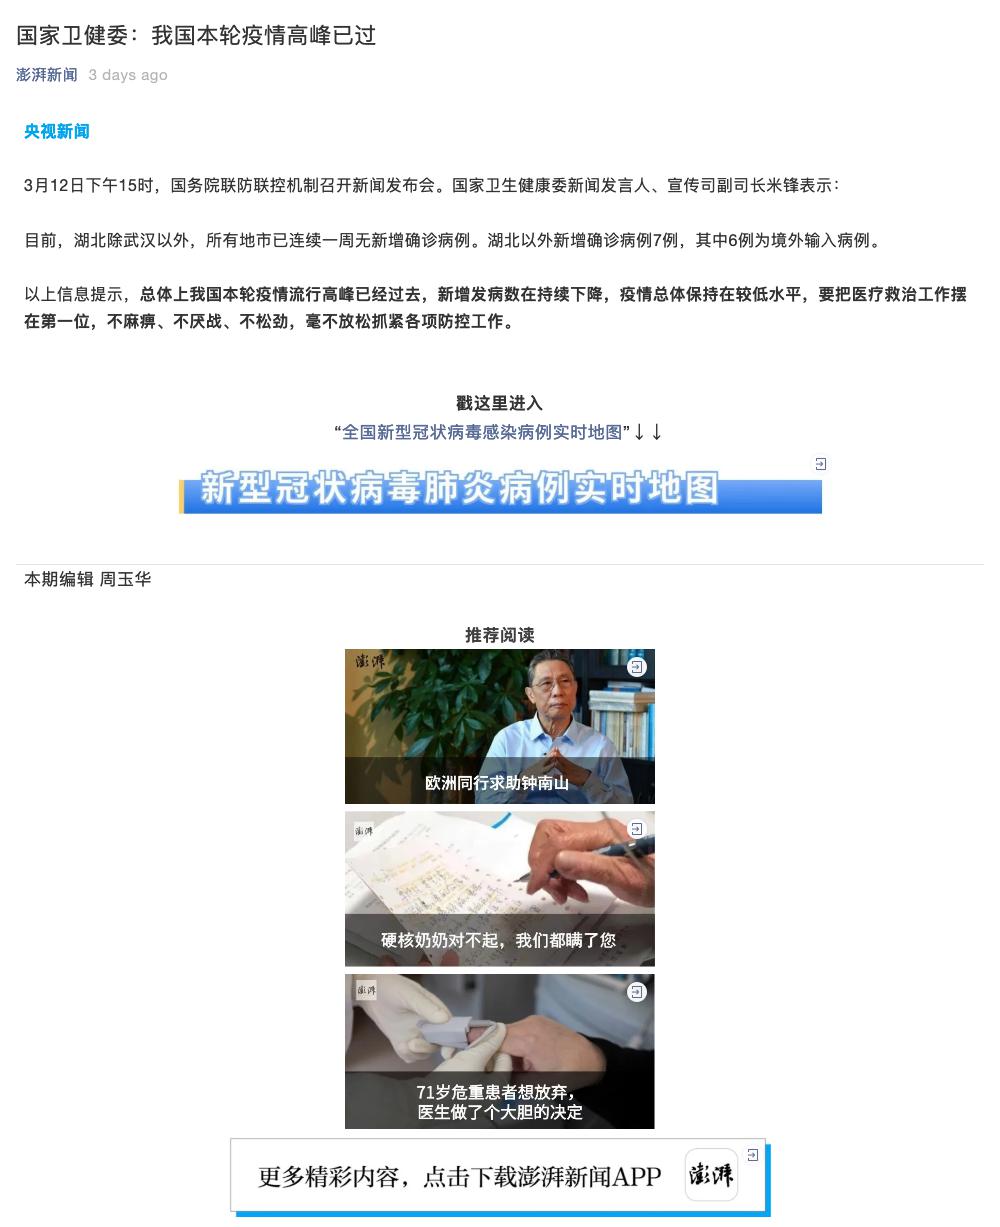 国家卫健委：我国本轮疫情高峰已过
澎湃新闻 3 days ago
央视新闻
3月12日下午15时，国务院联防联控机制召开新闻发布会。国家卫生健康委新闻发言人、宣传司副司长米锋表示：
目前，湖北除武汉以外，所有地市已连续一周无新增确诊病例。湖北以外新增确诊病例7例，其中6例为境外输入病例。
以上信息提示，总体上我国本轮疫情流行高峰已经过去，新增发病数在持续下降，疫情总体保持在较低水平，要把医疗救治工作摆
在第一位，不麻痹、不厌战、不松劲，毫不放松抓紧各项防控工作。
戳这里进入
“全国新型冠状病毒感染病例实时地图”↓↓
新型冠状病毒肺炎病例实时地图
本期编辑 周玉华
推荐阅读
澎湃
欧洲同行求助钟南山
澎湃
硬核奶奶对不起，我们都瞒了您
澎湃
71岁危重患者想放弃，
医生做了个大胆的决定
更多精彩内容，点击下载澎湃新闻APP 澎湃